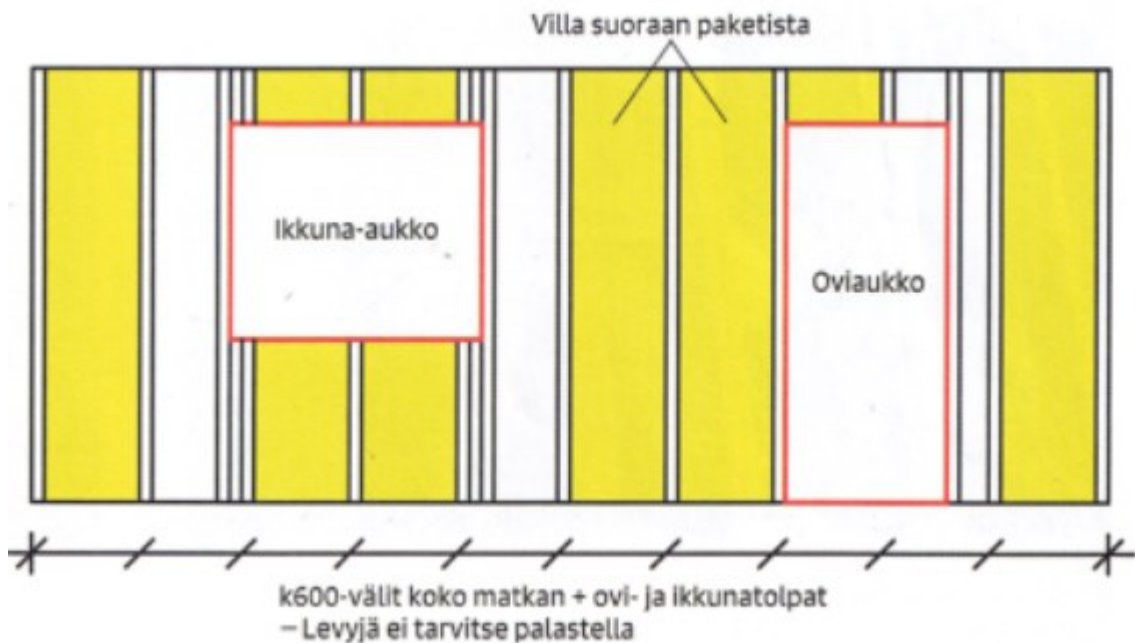 Villa suoraan paketista
Ikkuna-aukko
Oviaukko
k600-välit koko matkan + ovi- ja ikkunatolpat
— Levyjä ei tarvitse palastella